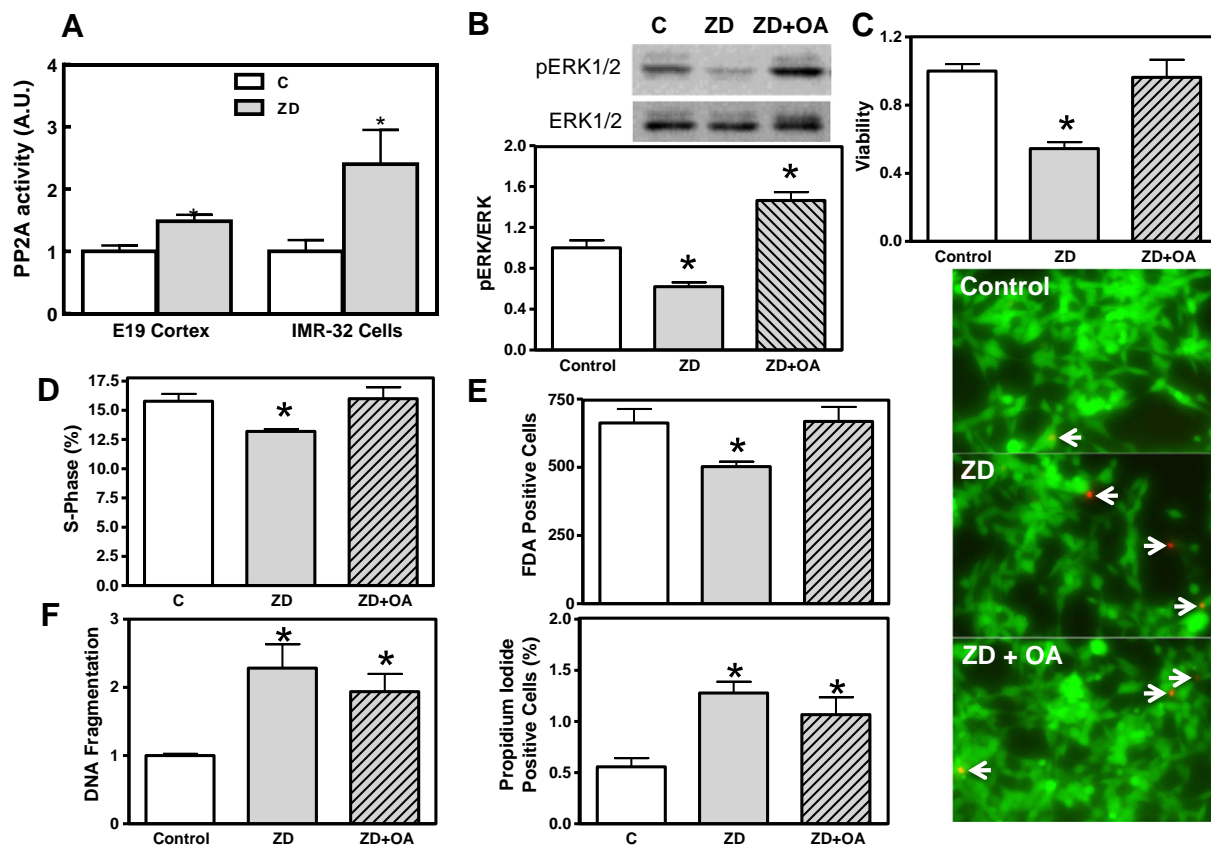 A
PP2A activity (A.U.)
4
3
2
1
0
C
ZD
*
*
E19 Cortex
IMR-32 Cells
B
C ZD ZD+OA
pERK1/2
ERK1/2
pERK/ERK
2.0
1.6
1.2
0.8
0.4
0.0
*
*
Control ZD ZD+OA
C
Viability
1.2
0.8
0.4
0.0
*
Control ZD ZD+OA
Control
ZD
ZD + OA
D
S-Phase (%)
17.5
15.0
12.5
10.0
7.5
5.0
2.5
0.0
*
C ZD ZD+OA
E
FDA Positive Cells
750
500
250
0
*
Propidium Iodide
Positive Cells (%)
2.0
1.5
1.0
0.5
0.0
*
*
C ZD ZD+OA
F
DNA Fragmentation
3
2
1
0
*
*
Control ZD ZD+OA